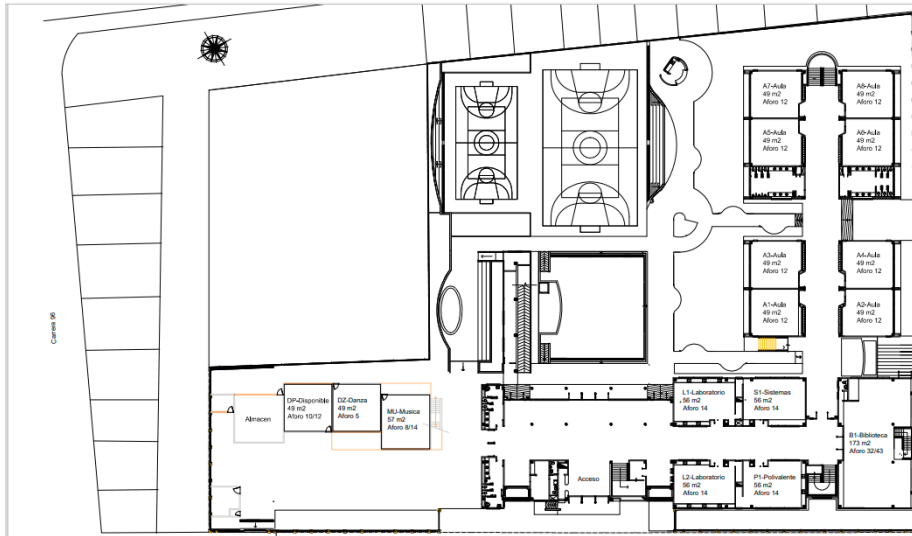 A7-Aula
49 m2
Aforo 12
A8-Aula
49 m2
Aforo 12
A5-Aula
49 m2
Aforo 12
A6-Aula
49 m2
Aforo 12
A3-Aula
49 m2
Aforo 12
A4-Aula
49 m2
Aforo 12
A1-Aula
49 m2
Aforo 12
A2-Aula
49 m2
Aforo 12
Carrera 96
Almacen
DP-Disponible
49 m2
Aforo 10/12
DZ-Danza
49 m2
Aforo 5
MU-Musica
57 m2
Aforo 8/14
L1-Laboratorio
56 m2
Aforo 14
S1-Sistemas
56 m2
Aforo 14
B1-Biblioteca
173 m2
Aforo 32/43
Acceso
L2-Laboratorio
56 m2
Aforo 14
P1-Polivalente
56 m2
Aforo 14